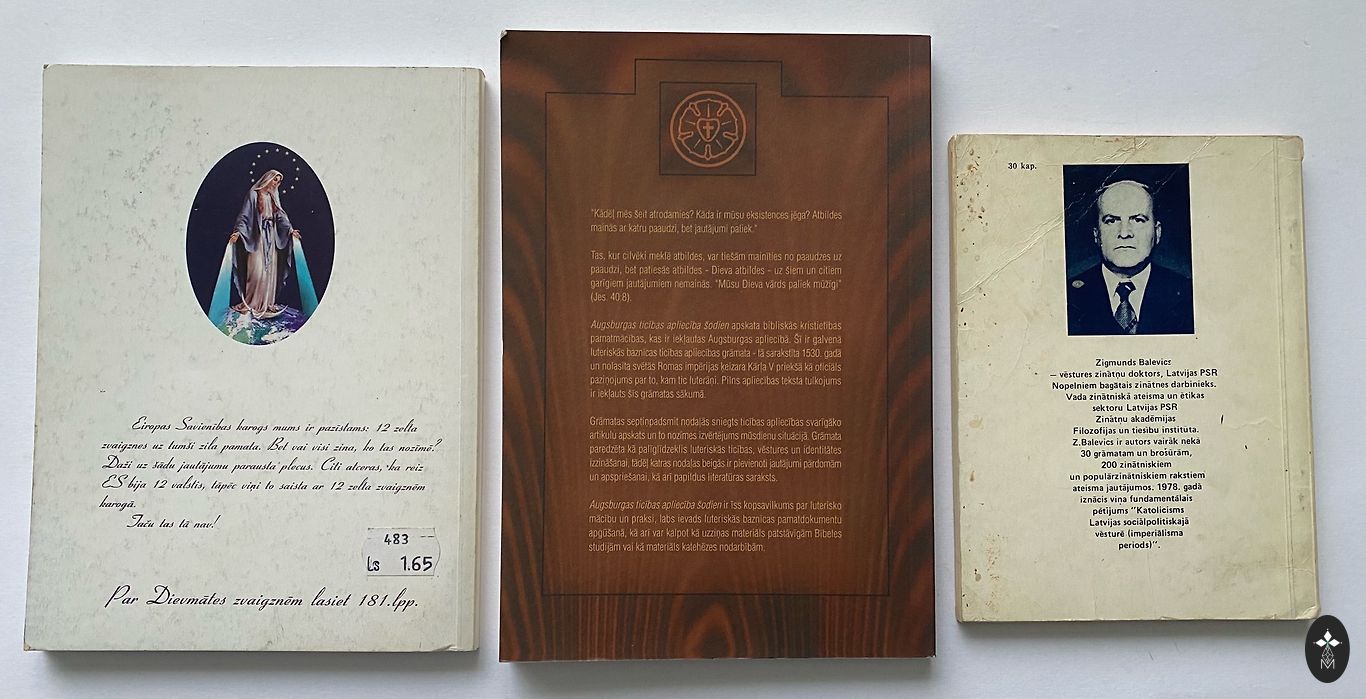 Eiropas Savienības karogs mums ir pazīstams: 12 zelta
zvaigznes uz tumši zila pamata. Bet vai visi zina, ko tas nozīmē?
Daži uz šādu jautājumu parausta plecus. Citi atceras, ka reiz
ES bija 12 valstis, tāpēc viņi to saista ar 12 zelta zvaigznēm
karogā.
Taču tas tā nav!
483
Ls 1.65
Par Dievmātes zvaigznēm lasiet 181.lpp.
"Kādēļ mēs šeit atrodamies? Kāda ir mūsu eksistences jēga? Atbildes
mainās ar katru paaudzi, bet jautājumi paliek."
Tas, kur cilvēki meklē atbildes, var tiešām mainīties no paaudzes uz
paaudzi, bet patiesās atbildes - Dieva atbildes - uz šiem un citiem
garīgiem jautājumiem nemainās. "Mūsu Dieva vārds paliek mūžīgi"
(Jes. 40:8).
Augsburgas ticības apliecība šodien apskata bibliskās kristietības
pamatmācības, kas ir iekļautas Augsburgas apliecībā. Šī ir galvenā
luteriskās baznīcas ticības apliecības grāmata - tā sarakstīta 1530. gadā
un nolasīta svētās Romas impērijas ķeizara Kārļa V priekšā kā oficiāls
paziņojums par to, kam tic luterāņi. Pilns apliecības teksta tulkojums
ir iekļauts šīs grāmatas sākumā.
Grāmatas septiņpadsmit nodaļās sniegts ticības apliecības svarīgāko
artikulu apskats un to nozīmes izvērtējums mūsdienu situācijā. Grāmata
paredzēta kā palīglīdzeklis luteriskās ticības, vēstures un identitātes
izzināšanai, tādēļ katras nodaļas beigās ir pievienoti jautājumi pārdomām
un apspriešanai, kā arī papildus literatūras saraksts.
Augsburgas ticības apliecība šodien ir īss kopsavilkums par luterisko
mācību un praksi, labs ievads luteriskās baznīcas pamatdokumentu
apgūšanā, kā arī var kalpot kā uzziņas materiāls patstāvīgām Bībeles
studijām vai kā materiāls katehēzes nodarbībām.
30 kap.
Zigmunds Balevics
— vēstures zinātņu doktors, Latvijas PSR
Nopelniem bagātais zinātnes darbinieks.
Vada zinātniskā ateisma un ētikas
sektoru Latvijas PSR
Zinātņu akadēmijas
Filozofijas un tiesību institūtā.
Z.Balevics ir autors vairāk nekā
30 grāmatam un brošūrām,
200 zinātniskiem
un populārzinātniskiem rakstiem
ateisma jautājumos. 1978. gadā
iznācis viņa fundamentālais
pētījums "Katolicisms
Latvijas sociālpolitiskajā
vēsturē (imperiālisma
periods)".
M